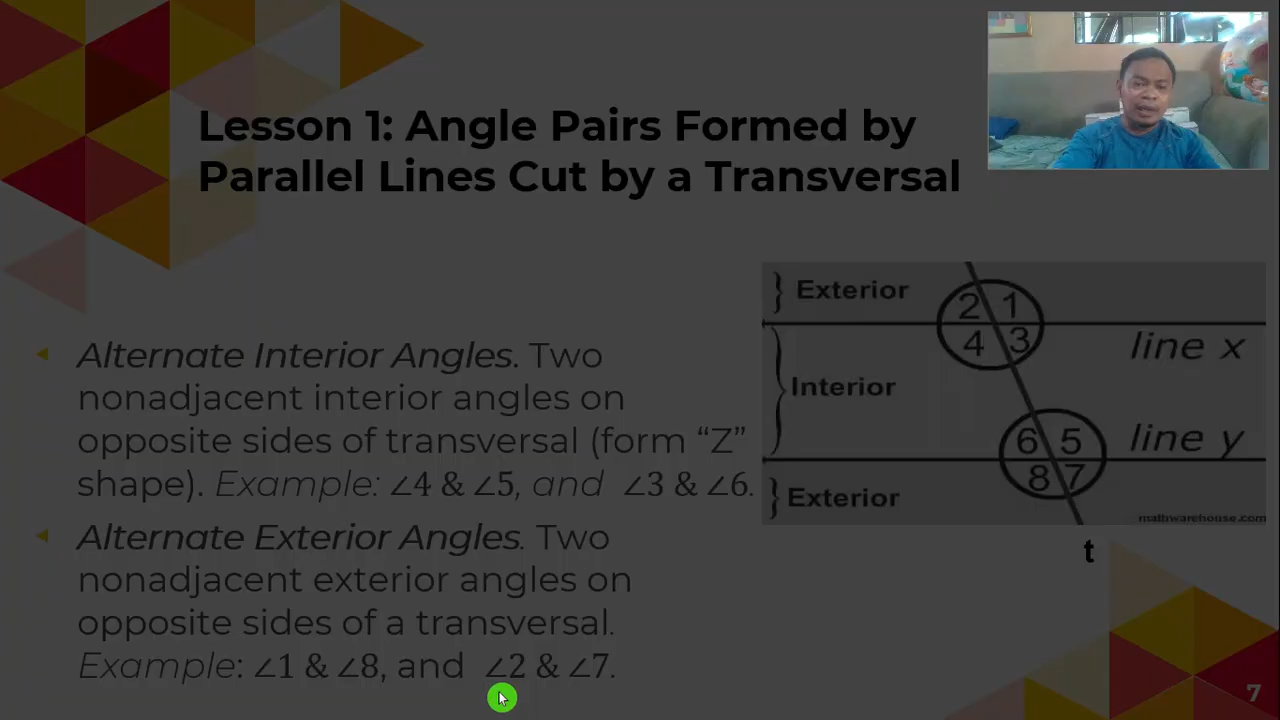 Lesson 1: Angle Pairs Formed by
Parallel Lines Cut by a Transversal
Alternate Interior Angles. Two
nonadjacent interior angles on
opposite sides of transversal (form “Z”
shape). Example: ∠4 & ∠5, and ∠3 & ∠6.
Alternate Exterior Angles. Two
nonadjacent exterior angles on
opposite sides of a transversal.
Example: ∠1 & ∠8, and ∠2 & ∠7.
Exterior
2 1
4 3
line x
Interior
6 5
line y
8 7
Exterior
mathwarehouse.com
t
7